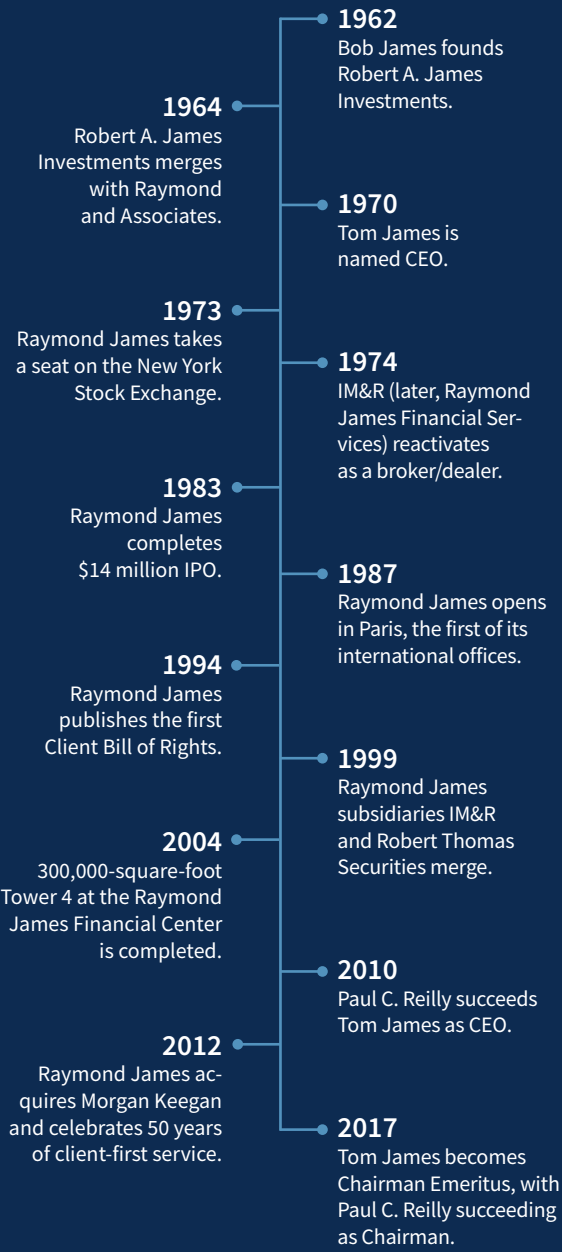 1962
Bob James founds
Robert A. James
Investments.
1964
Robert A. James
Investments merges
with Raymond
and Associates.
1970
Tom James is
named CEO.
1973
Raymond James takes
a seat on the New York
Stock Exchange.
1974
IM&R (later, Raymond
James Financial Ser-
vices) reactivates
as a broker/dealer.
1983
Raymond James
completes
$14 million IPO.
1987
Raymond James opens
in Paris, the first of its
international offices.
1994
Raymond James
publishes the first
Client Bill of Rights.
1999
Raymond James
subsidiaries IM&R
and Robert Thomas
Securities merge.
2004
300,000-square-foot
Tower 4 at the Raymond
James Financial Center
is completed.
2010
Paul C. Reilly succeeds
Tom James as CEO.
2012
Raymond James ac-
quires Morgan Keegan
and celebrates 50 years
of client-first service.
2017
Tom James becomes
Chairman Emeritus, with
Paul C. Reilly succeeding
as Chairman.